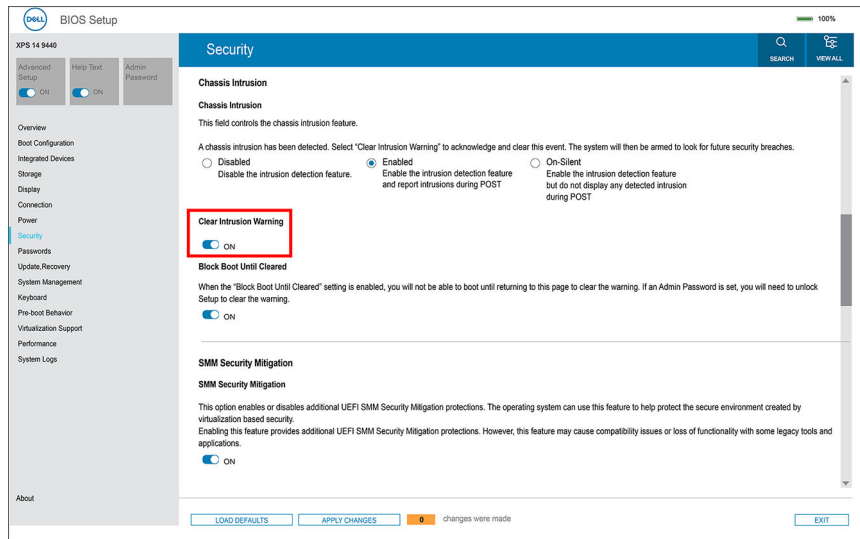 DELL
BIOS Setup
100%
XPS 14 9440
Advanced
Setup
ON
Help Text
ON
Admin
Password
Overview
Boot Configuration
Integrated Devices
Storage
Display
Connection
Power
Security
Passwords
Update,Recovery
System Management
Keyboard
Pre-boot Behavior
Virtualization Support
Performance
System Logs
About
Security
SEARCH
VIEW ALL
Chassis Intrusion
Chassis Intrusion
This field controls the chassis intrusion feature.
A chassis intrusion has been detected. Select "Clear Intrusion Warning" to acknowledge and clear this event. The system will then be armed to look for future security breaches.
Disabled
Disable the intrusion detection feature.
Enabled
Enable the intrusion detection feature
and report intrusions during POST
On-Silent
Enable the intrusion detection feature
but do not display any detected intrusion
during POST
Clear Intrusion Warning
ON
Block Boot Until Cleared
When the "Block Boot Until Cleared" setting is enabled, you will not be able to boot until returning to this page to clear the warning. If an Admin Password is set, you will need to unlock
Setup to clear the warning.
ON
SMM Security Mitigation
SMM Security Mitigation
This option enables or disables additional UEFI SMM Security Mitigation protections. The operating system can use this feature to help protect the secure environment created by
virtualization based security.
Enabling this feature provides additional UEFI SMM Security Mitigation protections. However, this feature may cause compatibility issues or loss of functionality with some legacy tools and
applications.
ON
LOAD DEFAULTS
APPLY CHANGES
0
changes were made
EXIT